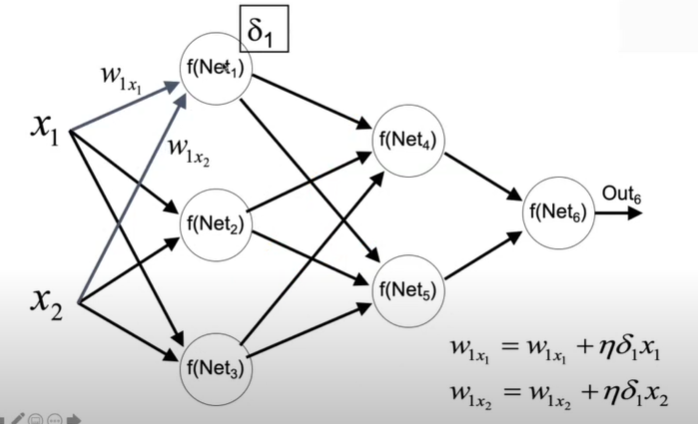 δ₁
f(Net₁)
w₁ₓ₁
x₁
w₁ₓ₂
f(Net₄)
f(Net₂)
Out₆
f(Net₆)
x₂
f(Net₅)
f(Net₃)
w₁ₓ₁ = w₁ₓ₁ + ηδ₁x₁
w₁ₓ₂ = w₁ₓ₂ + ηδ₁x₂